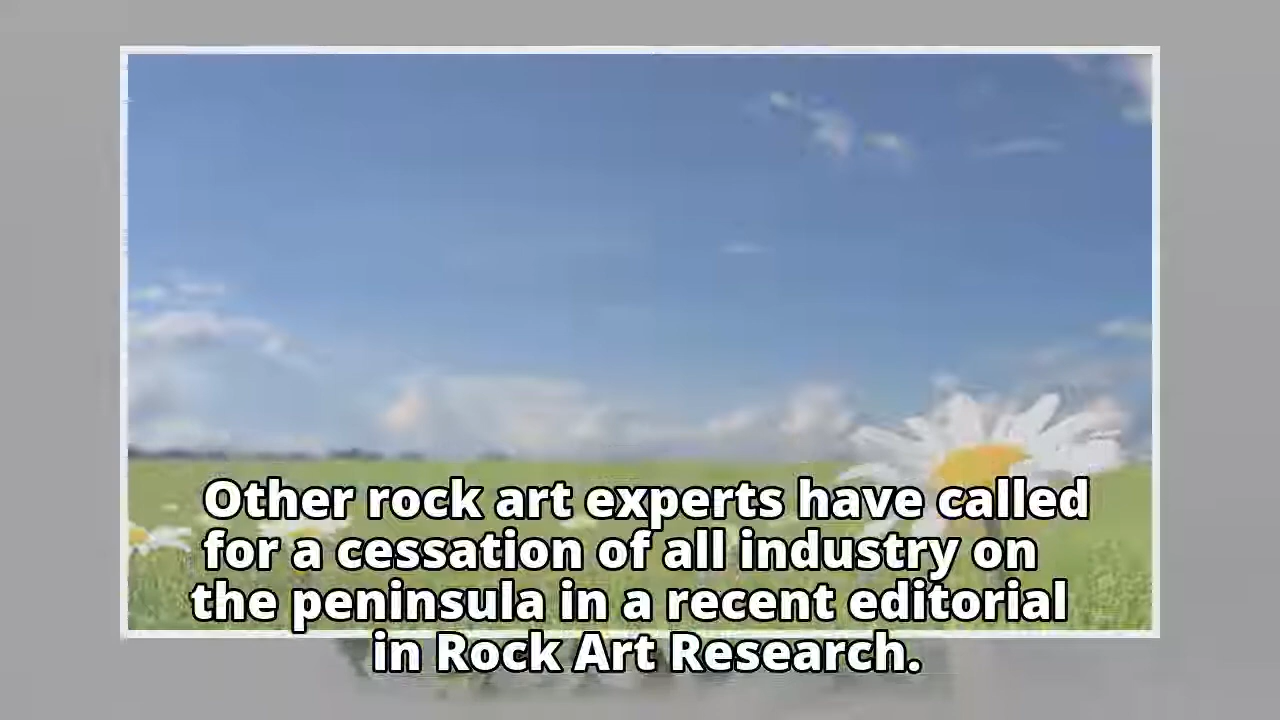 Other rock art experts have called
for a cessation of all industry on
the peninsula in a recent editorial
in Rock Art Research.